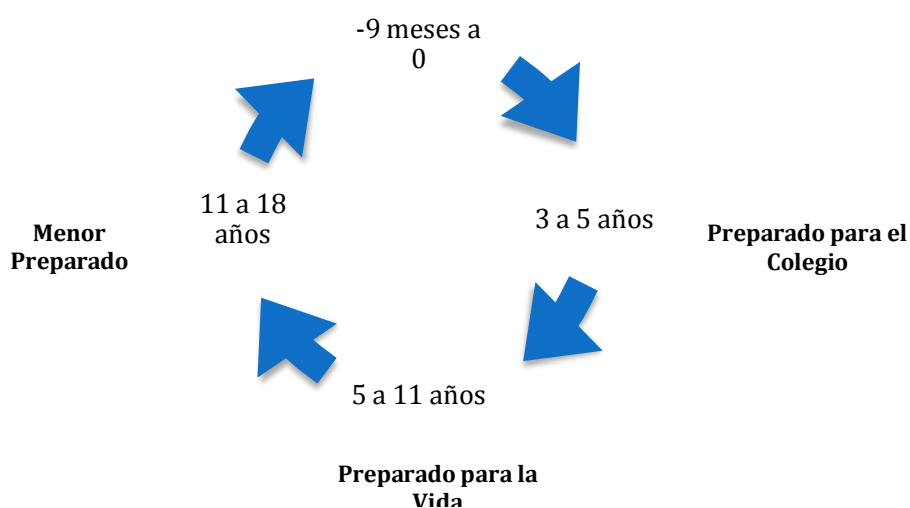 -9 meses a
0
3 a 5 años
Preparado para el
Colegio
5 a 11 años
Preparado para la
Vida
11 a 18
años
Menor
Preparado